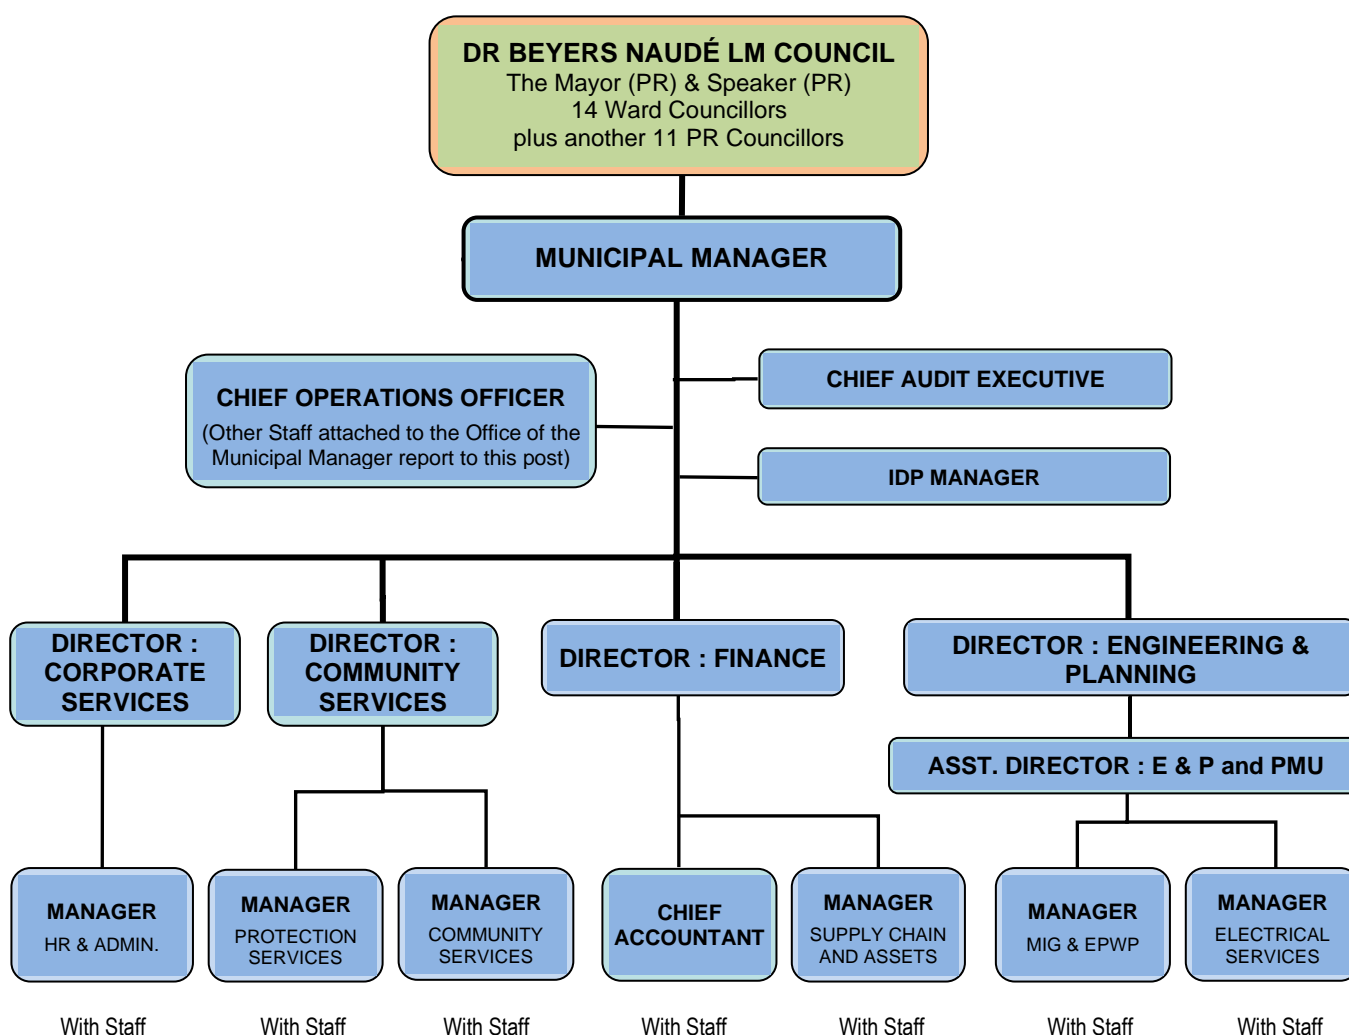 DR BEYERS NAUDÉ LM COUNCIL
The Mayor (PR) & Speaker (PR)
14 Ward Councillors
plus another 11 PR Councillors
MUNICIPAL MANAGER
CHIEF OPERATIONS OFFICER
(Other Staff attached to the Office of the
Municipal Manager report to this post)
CHIEF AUDIT EXECUTIVE
IDP MANAGER
DIRECTOR :
CORPORATE
SERVICES
DIRECTOR :
COMMUNITY
SERVICES
DIRECTOR : FINANCE
DIRECTOR : ENGINEERING &
PLANNING
ASST. DIRECTOR : E & P and PMU
MANAGER
HR & ADMIN.
MANAGER
PROTECTION
SERVICES
MANAGER
COMMUNITY
SERVICES
CHIEF
ACCOUNTANT
MANAGER
SUPPLY CHAIN
AND ASSETS
MANAGER
MIG & EPWP
MANAGER
ELECTRICAL
SERVICES
With Staff
With Staff
With Staff
With Staff
With Staff
With Staff
With Staff